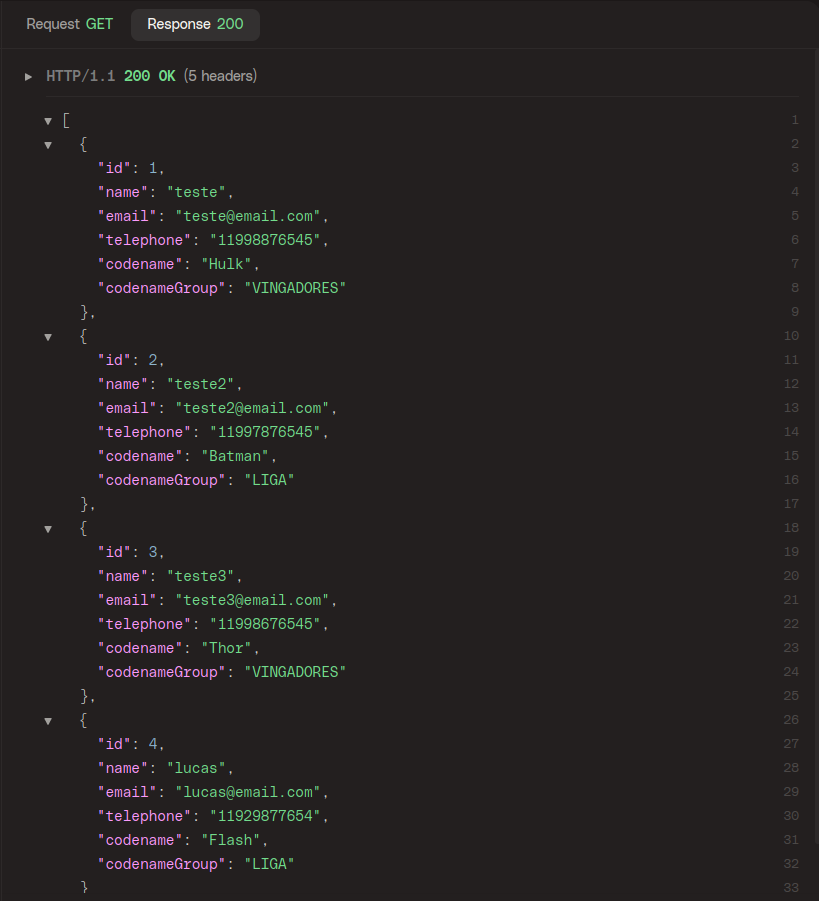 Request GET Response 200
HTTP/1.1 200 OK (5 headers)
[ 1
{ 2
"id": 1, 3
"name": "teste", 4
"email": "teste@email.com", 5
"telephone": "11998876545", 6
"codename": "Hulk", 7
"codenameGroup": "VINGADORES" 8
}, 9
{ 10
"id": 2, 11
"name": "teste2", 12
"email": "teste2@email.com", 13
"telephone": "11997876545", 14
"codename": "Batman", 15
"codenameGroup": "LIGA" 16
}, 17
{ 18
"id": 3, 19
"name": "teste3", 20
"email": "teste3@email.com", 21
"telephone": "11998676545", 22
"codename": "Thor", 23
"codenameGroup": "VINGADORES" 24
}, 25
{ 26
"id": 4, 27
"name": "lucas", 28
"email": "lucas@email.com", 29
"telephone": "11929877654", 30
"codename": "Flash", 31
"codenameGroup": "LIGA" 32
} 33